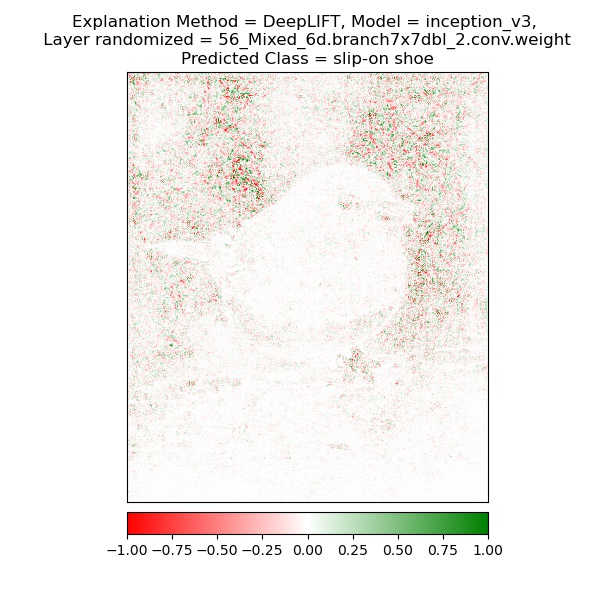 Explanation Method = DeepLIFT, Model = inception_v3,
Layer randomized = 56_Mixed_6d.branch7x7dbl_2.conv.weight
Predicted Class = slip-on shoe
−1.00 −0.75 −0.50 −0.25 0.00 0.25 0.50 0.75 1.00